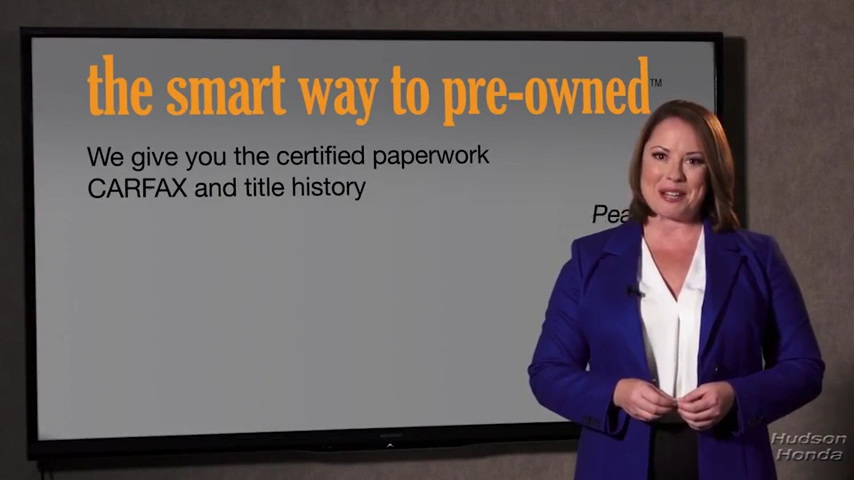 the smart way to pre-owned™
We give you the certified paperwork
CARFAX and title history
Hudson
Honda